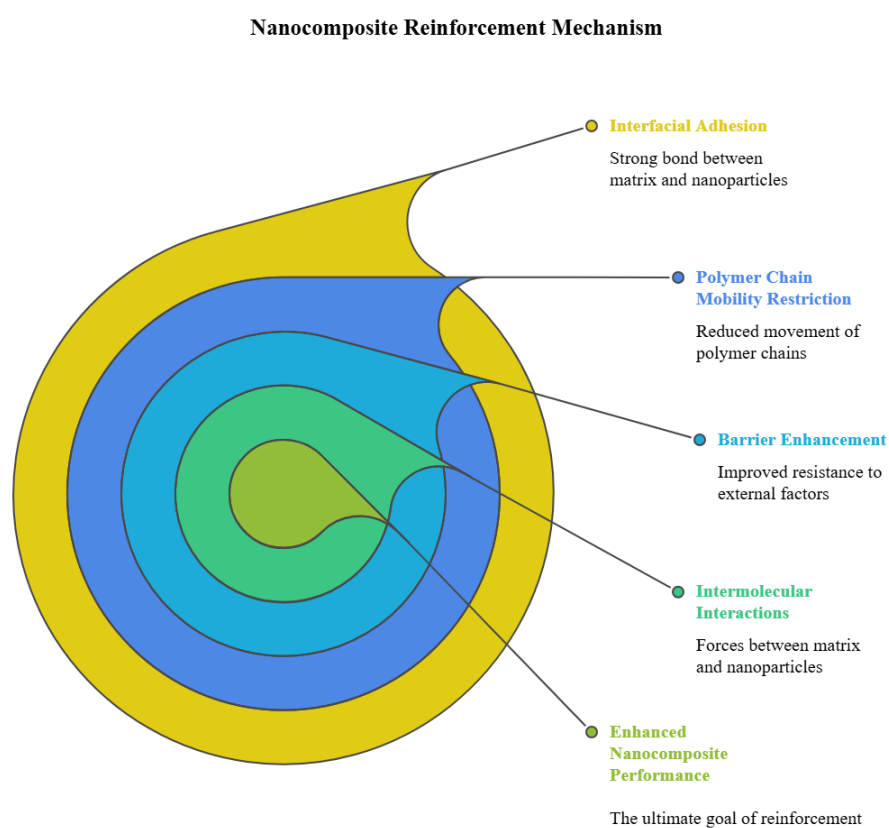 Nanocomposite Reinforcement Mechanism
Interfacial Adhesion
Strong bond between
matrix and nanoparticles
Polymer Chain
Mobility Restriction
Reduced movement of
polymer chains
Barrier Enhancement
Improved resistance to
external factors
Intermolecular
Interactions
Forces between matrix
and nanoparticles
Enhanced
Nanocomposite
Performance
The ultimate goal of reinforcement